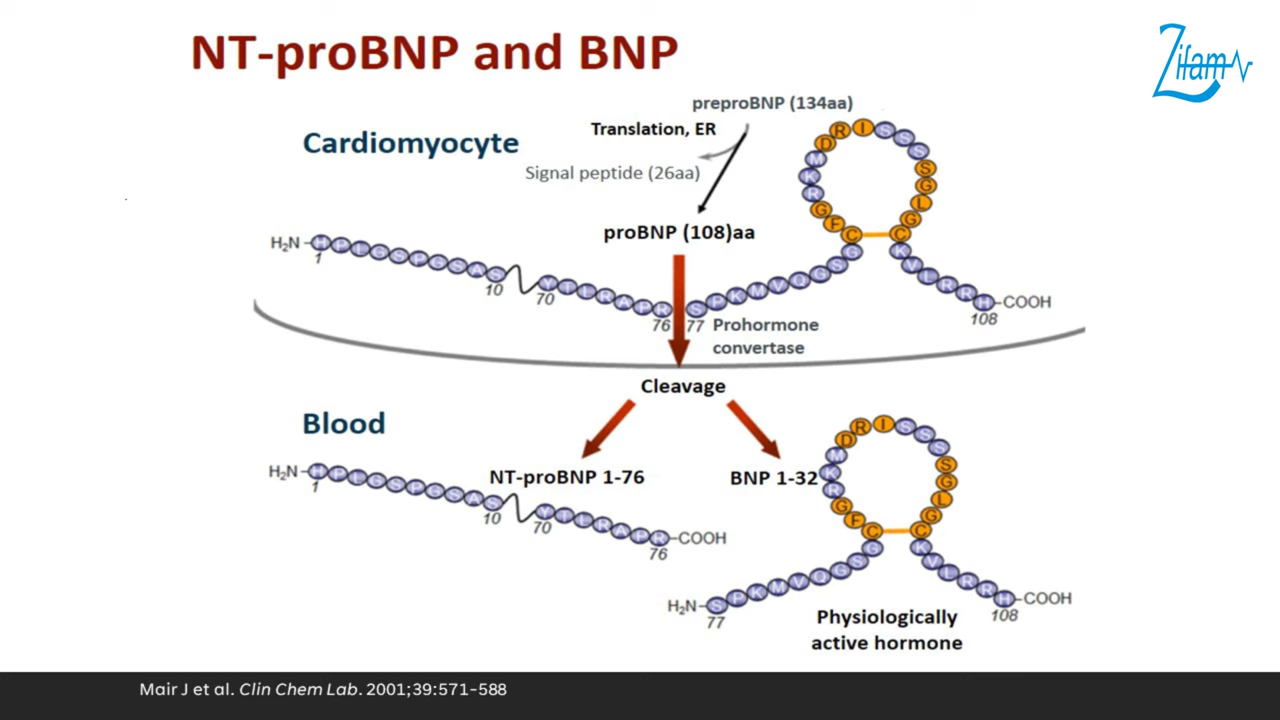 NT-proBNP and BNP
Zifam
preproBNP (134aa)
Translation, ER
Cardiomyocyte
Signal peptide (26aa)
proBNP (108)aa
H₂N
H P L G S P G S A S
Y T L R A P R
S P K M V Q G S G
C F G R K M D R I S S S G L G C
K V L R R H
COOH
1
10
70
76
77
108
Prohormone
convertase
Cleavage
Blood
NT-proBNP 1-76
BNP 1-32
H₂N
H P L G S P G S A S
Y T L R A P R
COOH
1
10
70
76
C F G R K M D R I S S S G L G C
H₂N
S P K M V Q G S G
K V L R R H
COOH
77
108
Physiologically
active hormone
Mair J et al. Clin Chem Lab. 2001;39:571-588